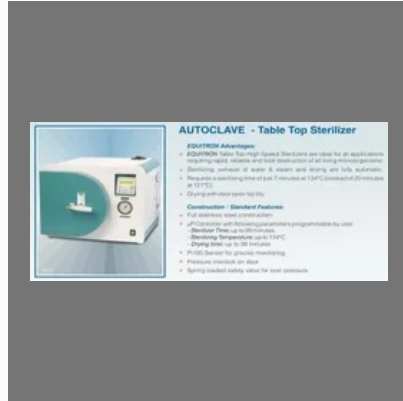 AUTOCLAVE - Table Top Sterilizer
EQUITRON Advantages:
EQUITRON Table Top High Speed Sterilizers are ideal for all applications
requiring rapid, reliable and total destruction of all living microorganisms.
Sterilizing, exhaust of water & steam and drying are fully automatic.
Requires a sterilizing time of just 7 minutes at 134°C (instead of 20 minutes
at 121°C).
Drying with door open facility.
Construction / Standard Features:
Full stainless steel construction.
Controller with following parameters programmable by user.
- Sterilizer Time: up to 99 minutes.
- Sterilizing Temperature: up to 134°C
- Drying time: up to 99 minutes.
Pt100 Sensor for precise monitoring
Pressure interlock on door
Spring loaded safety valve for over pressure.